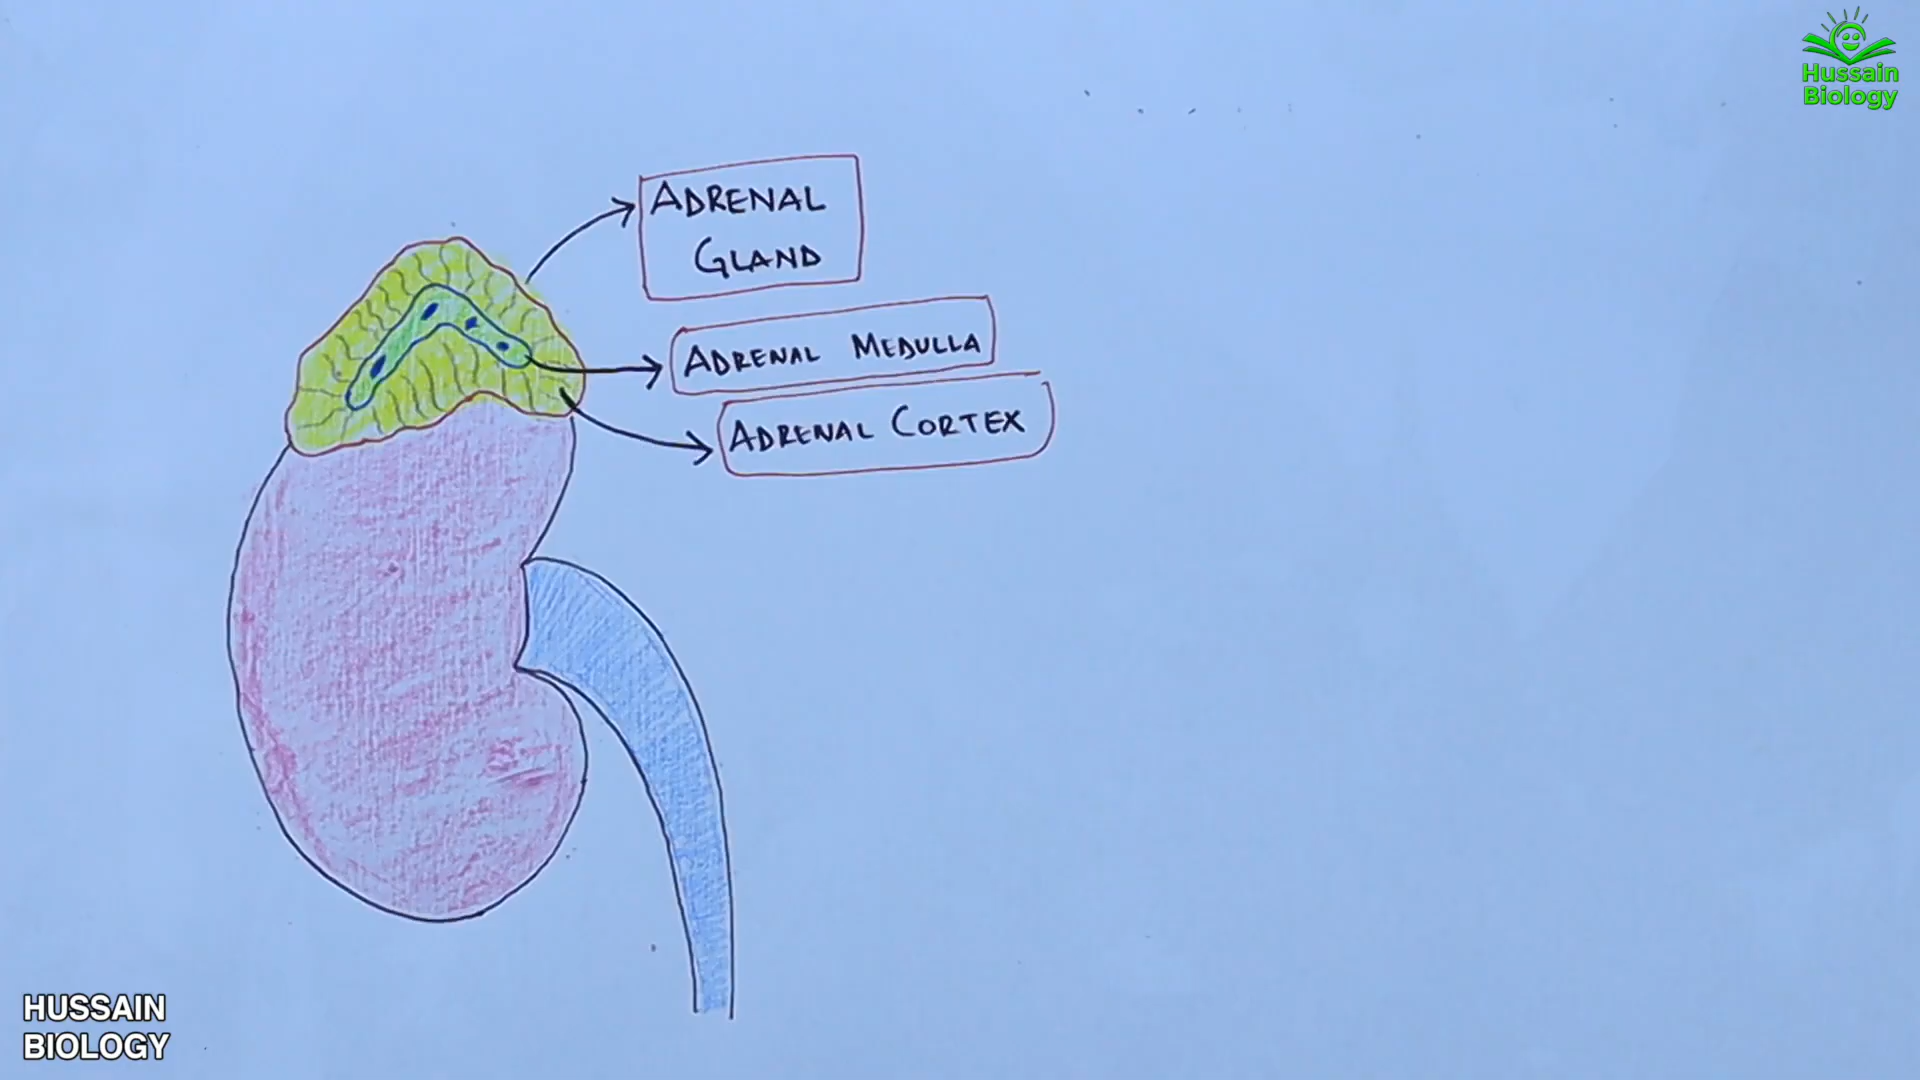 Hussain
Biology
ADRENAL
GLAND
ADRENAL MEDULLA
ADRENAL CORTEX
HUSSAIN
BIOLOGY